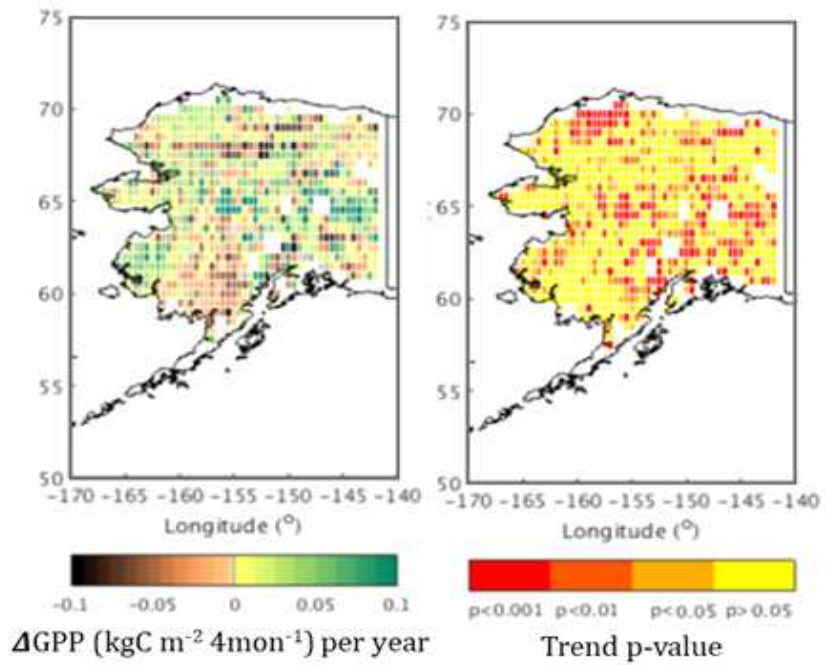 75
70
65
60
55
50
-170 -165 -160 -155 -150 -145 -140
Longitude (°)
-0.1 -0.05 0 0.05 0.1
ΔGPP (kgC m⁻² 4mon⁻¹) per year
75
70
65
60
55
50
-170 -165 -160 -155 -150 -145 -140
Longitude (°)
p<0.001 p<0.01 p<0.05 p>0.05
Trend p-value